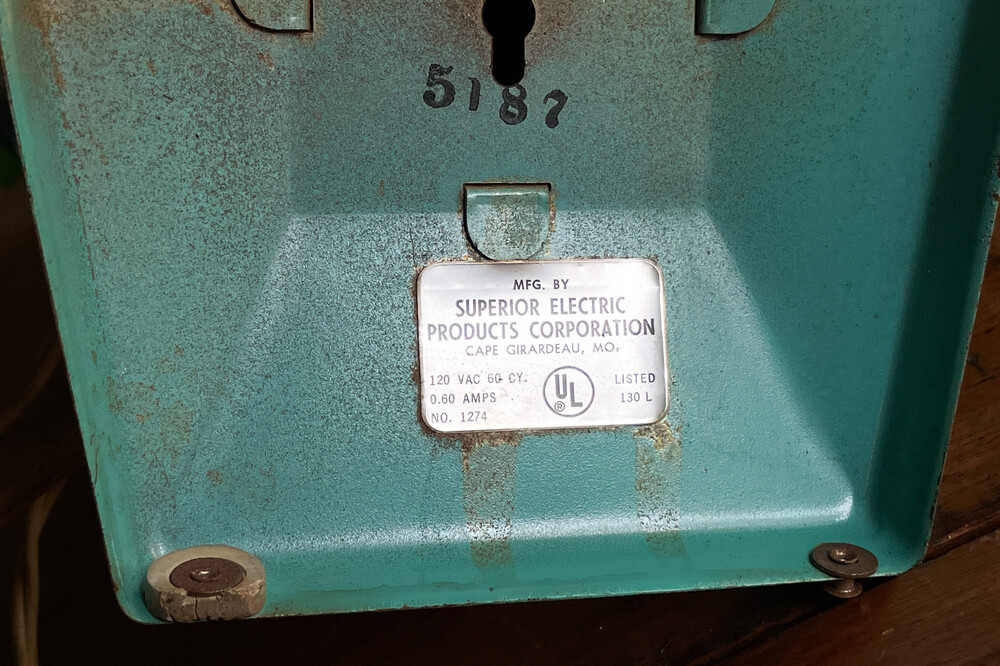 5187
MFG. BY
SUPERIOR ELECTRIC
PRODUCTS CORPORATION
CAPE GIRARDEAU, MO.
120 VAC 60 CY. LISTED
0.60 AMPS UL® 130 L
NO. 1274